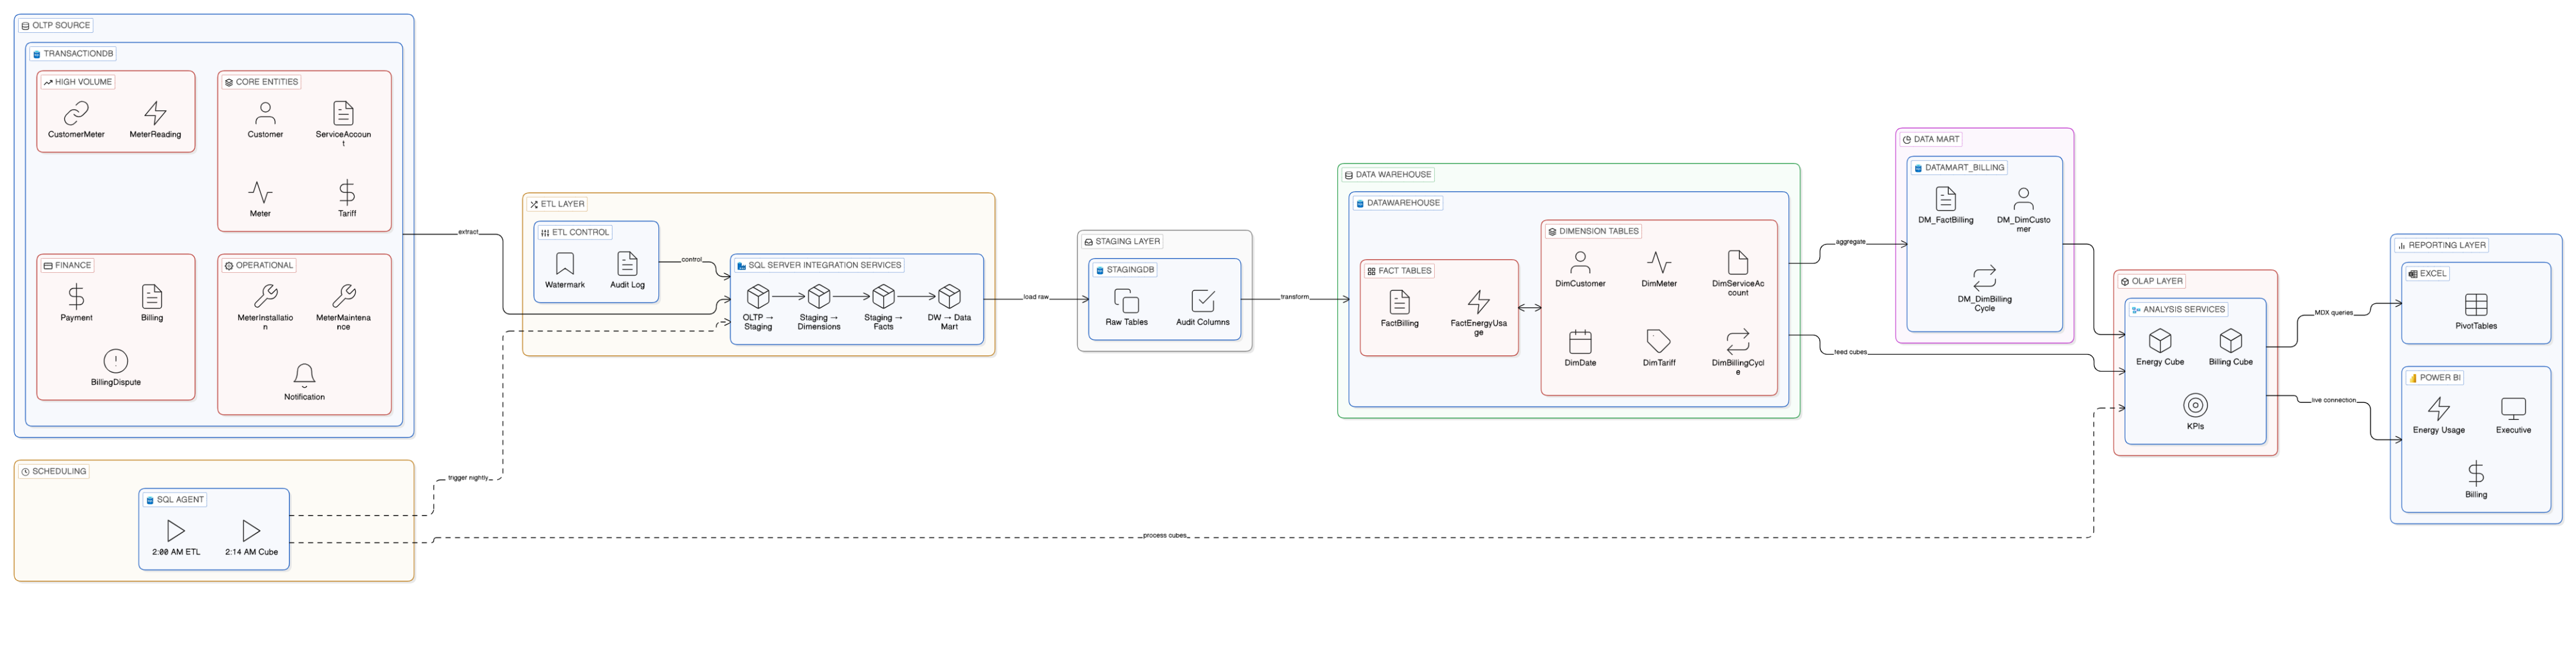 OLTP SOURCE
TRANSACTIONDB
HIGH VOLUME
CustomerMeter
MeterReading
CORE ENTITIES
Customer
ServiceAccoun
t
Meter
Tariff
FINANCE
Payment
Billing
BillingDispute
OPERATIONAL
MeterInstallatio
n
MeterMaintena
nce
Notification
SCHEDULING
SQL AGENT
2:00 AM ETL
2:14 AM Cube
extract
trigger nightly
process cubes
ETL LAYER
ETL CONTROL
Watermark
Audit Log
control
SQL SERVER INTEGRATION SERVICES
OLTP →
Staging
Staging →
Dimensions
Staging →
Facts
DW → Data
Mart
load raw
STAGING LAYER
STAGINGDB
Raw Tables
Audit Columns
transform
DATA WAREHOUSE
DATAWAREHOUSE
FACT TABLES
FactBilling
FactEnergyUsa
ge
DIMENSION TABLES
DimCustomer
DimMeter
DimServiceAc
count
DimDate
DimTariff
DimBillingCycl
e
aggregate
feed cubes
DATA MART
DATAMART_BILLING
DM_FactBilling
DM_DimCusto
mer
DM_DimBilling
Cycle
OLAP LAYER
ANALYSIS SERVICES
Energy Cube
Billing Cube
KPIs
MDX queries
live connection
REPORTING LAYER
EXCEL
PivotTables
POWER BI
Energy Usage
Executive
Billing